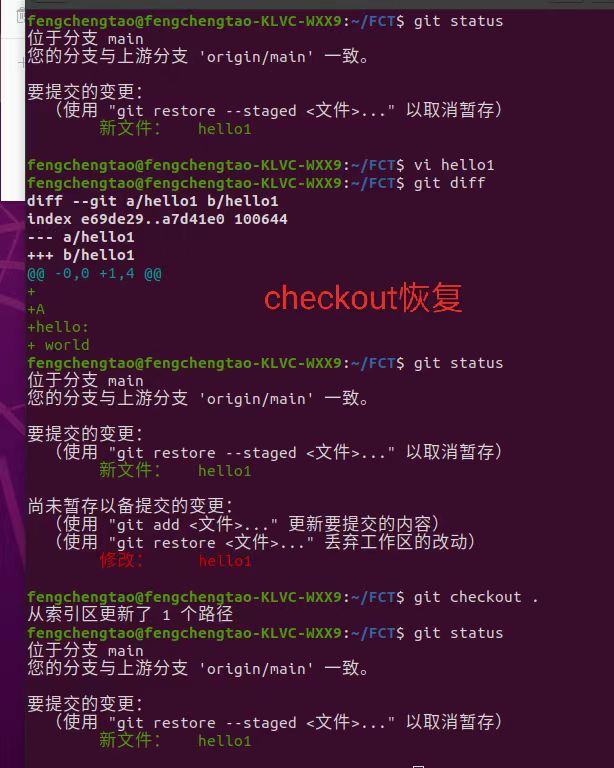 fengchengtao@fengchengtao-KLVC-WXX9:~/FCT$ git status
位于分支 main
您的分支与上游分支 'origin/main' 一致。
要提交的变更：
（使用 "git restore --staged <文件>..." 以取消暂存）
新文件： hello1
fengchengtao@fengchengtao-KLVC-WXX9:~/FCT$ vi hello1
fengchengtao@fengchengtao-KLVC-WXX9:~/FCT$ git diff
diff --git a/hello1 b/hello1
index e69de29..a7d41e0 100644
--- a/hello1
+++ b/hello1
@@ -0,0 +1,4 @@
+
checkout恢复
+A
+hello:
+ world
fengchengtao@fengchengtao-KLVC-WXX9:~/FCT$ git status
位于分支 main
您的分支与上游分支 'origin/main' 一致。
要提交的变更：
（使用 "git restore --staged <文件>..." 以取消暂存）
新文件： hello1
尚未暂存以备提交的变更：
（使用 "git add <文件>..." 更新要提交的内容）
（使用 "git restore <文件>..." 丢弃工作区的改动）
修改： hello1
fengchengtao@fengchengtao-KLVC-WXX9:~/FCT$ git checkout .
从索引区更新了 1 个路径
fengchengtao@fengchengtao-KLVC-WXX9:~/FCT$ git status
位于分支 main
您的分支与上游分支 'origin/main' 一致。
要提交的变更：
（使用 "git restore --staged <文件>..." 以取消暂存）
新文件： hello1